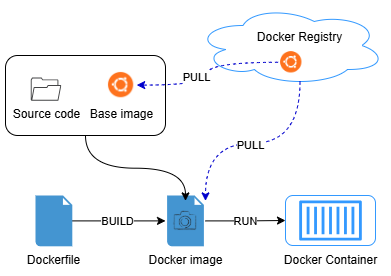 Docker Registry
PULL
Source code
Base image
PULL
BUILD
RUN
Dockerfile
Docker image
Docker Container